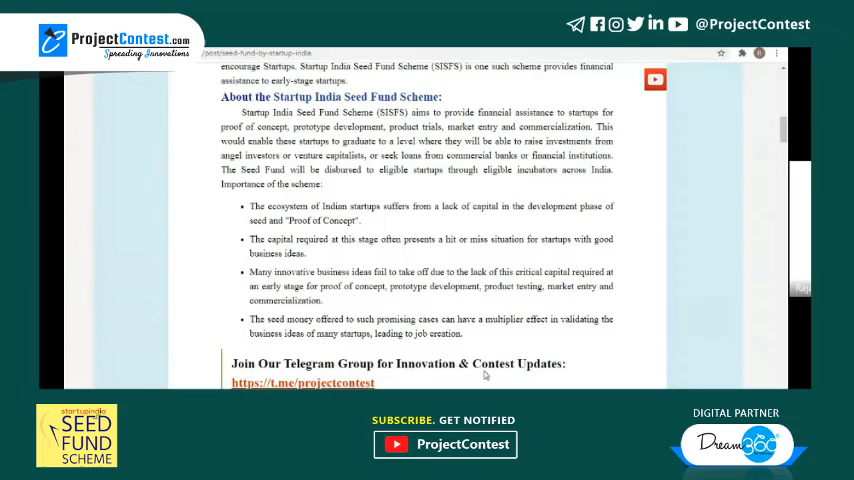 ProjectContest.com
Spreading Innovations
@ProjectContest
/post/seed-fund-by-startup-india
R
encourage Startups. Startup India Seed Fund Scheme (SISFS) is one such scheme provides financial
assistance to early-stage startups.
About the Startup India Seed Fund Scheme:
Startup India Seed Fund Scheme (SISFS) aims to provide financial assistance to startups for
proof of concept, prototype development, product trials, market entry and commercialization. This
would enable these startups to graduate to a level where they will be able to raise investments from
angel investors or venture capitalists, or seek loans from commercial banks or financial institutions.
The Seed Fund will be disbursed to eligible startups through eligible incubators across India.
Importance of the scheme:
• The ecosystem of Indian startups suffers from a lack of capital in the development phase of
seed and "Proof of Concept".
• The capital required at this stage often presents a hit or miss situation for startups with good
business ideas.
• Many innovative business ideas fail to take off due to the lack of this critical capital required at
an early stage for proof of concept, prototype development, product testing, market entry and
commercialization.
• The seed money offered to such promising cases can have a multiplier effect in validating the
business ideas of many startups, leading to job creation.
Raj
Join Our Telegram Group for Innovation & Contest Updates:
https://t.me/projectcontest
startupindia
SEED
FUND
SCHEME
SUBSCRIBE. GET NOTIFIED
ProjectContest
DIGITAL PARTNER
Dream360°